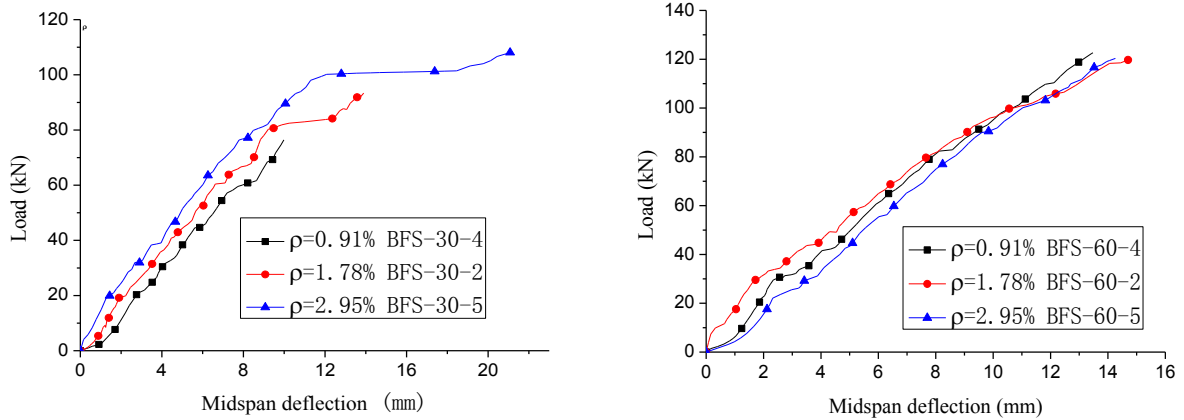 120
100
80
60
40
20
0
Load (kN)
ρ
ρ=0.91% BFS-30-4
ρ=1.78% BFS-30-2
ρ=2.95% BFS-30-5
0 4 8 12 16 20
Midspan deflection (mm)
140
120
100
80
60
40
20
0
Load (kN)
ρ=0.91% BFS-60-4
ρ=1.78% BFS-60-2
ρ=2.95% BFS-60-5
0 2 4 6 8 10 12 14 16
Midspan deflection (mm)